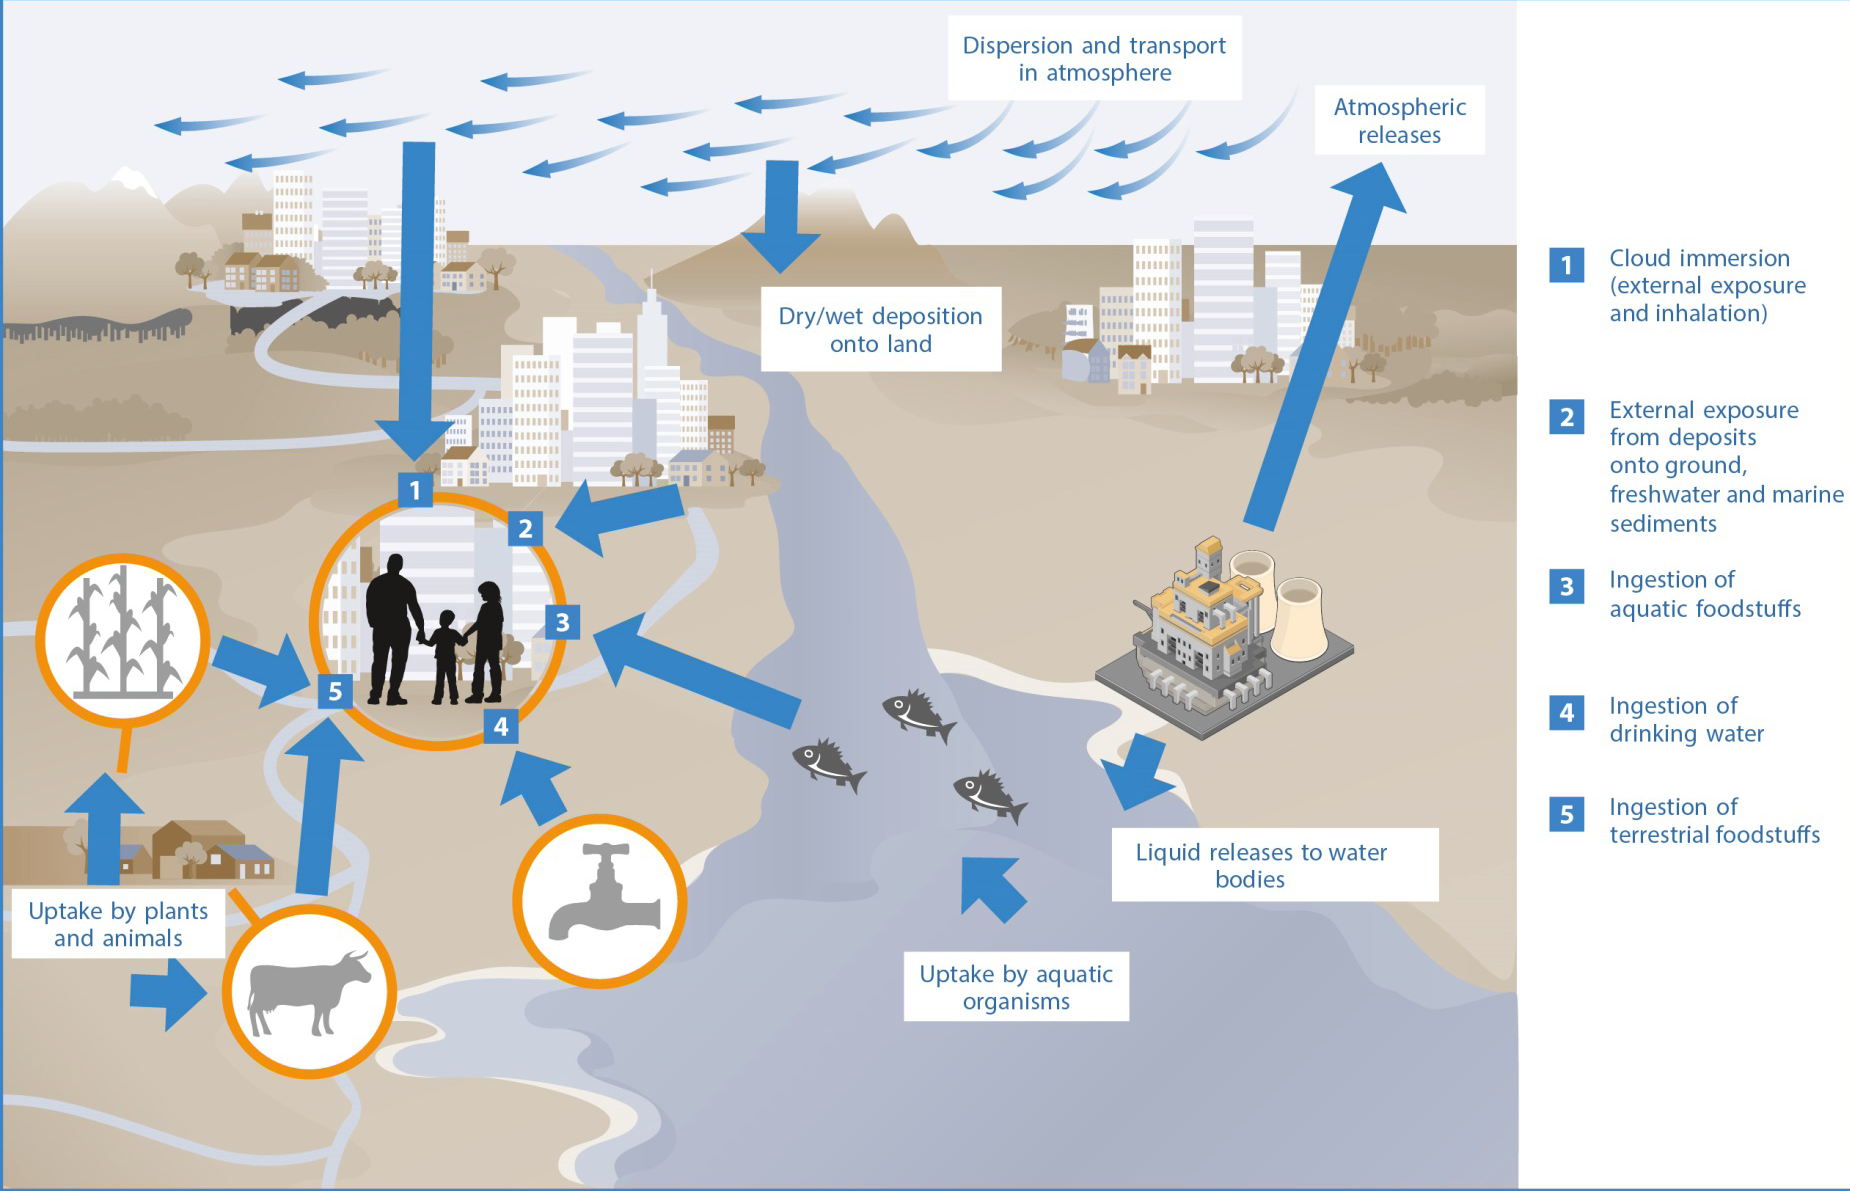 Dispersion and transport
in atmosphere
Atmospheric
releases
Dry/wet deposition
onto land
1
2
3
4
5
Uptake by plants
and animals
Liquid releases to water
bodies
Uptake by aquatic
organisms
1 Cloud immersion
(external exposure
and inhalation)
2 External exposure
from deposits
onto ground,
freshwater and marine
sediments
3 Ingestion of
aquatic foodstuffs
4 Ingestion of
drinking water
5 Ingestion of
terrestrial foodstuffs